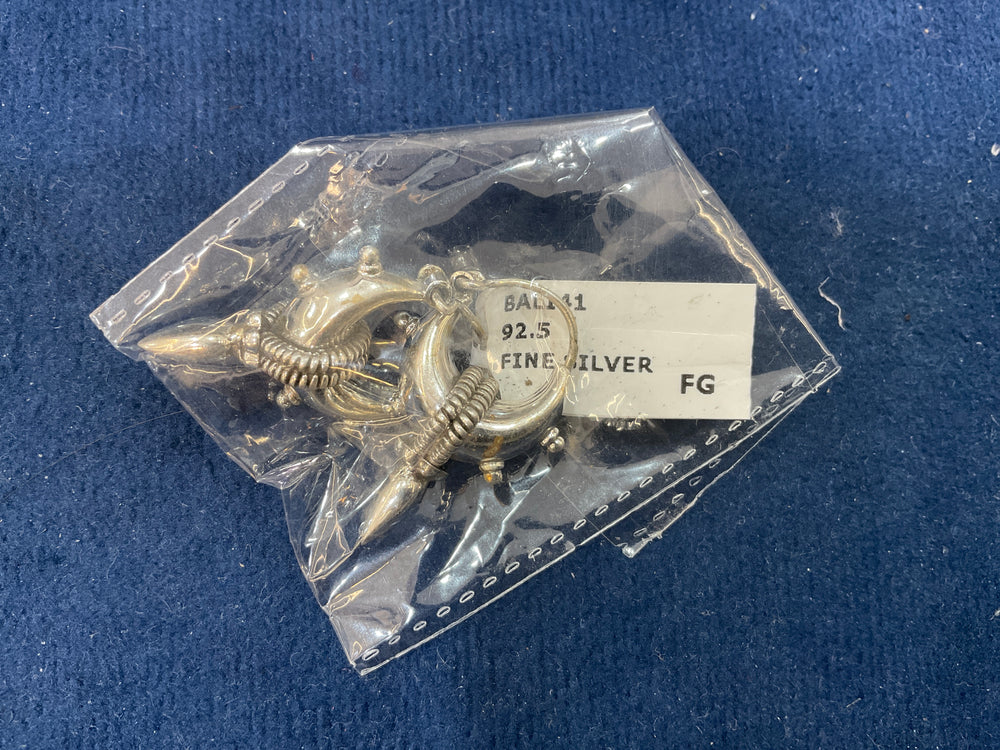 BALI41
92.5
FINE SILVER
FG